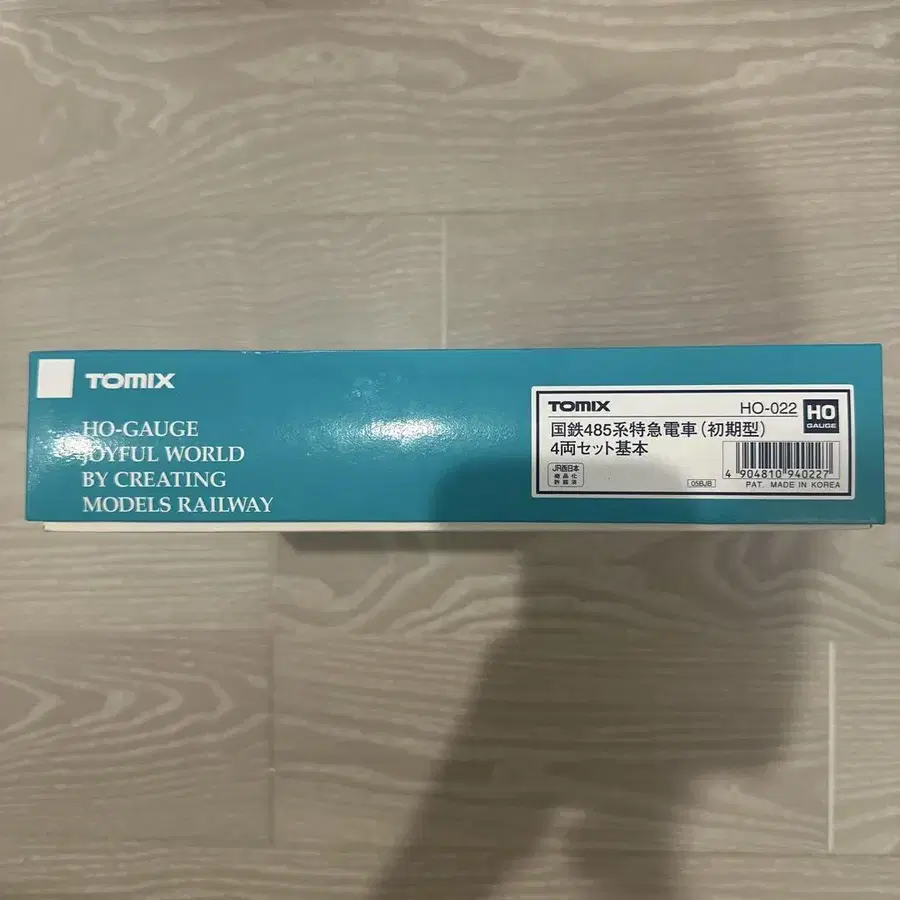 TOMIX
HO-GAUGE
JOYFUL WORLD
BY CREATING
MODELS RAILWAY
TOMIX HO-022 HO GAUGE
国鉄485系特急電車(初期型)
4両セット基本
JR西日本
商品化
許諾済
05BJB
4 904810 940227
PAT. MADE IN KOREA